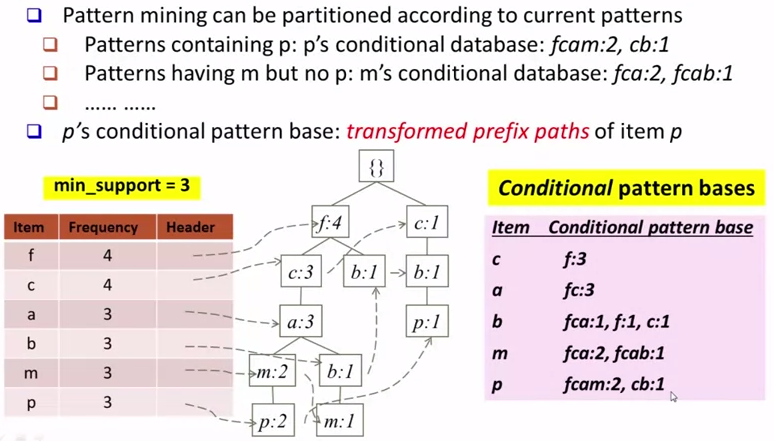 Pattern mining can be partitioned according to current patterns
Patterns containing p: p's conditional database: fcam:2, cb:1
Patterns having m but no p: m's conditional database: fca:2, fcab:1
...... ......
p's conditional pattern base: transformed prefix paths of item p
min_support = 3
Item Frequency Header
f 4
c 4
a 3
b 3
m 3
p 3
{}
f:4 c:1
c:3 b:1 b:1
a:3 p:1
m:2 b:1
p:2 m:1
Conditional pattern bases
Item Conditional pattern base
c f:3
a fc:3
b fca:1, f:1, c:1
m fca:2, fcab:1
p fcam:2, cb:1